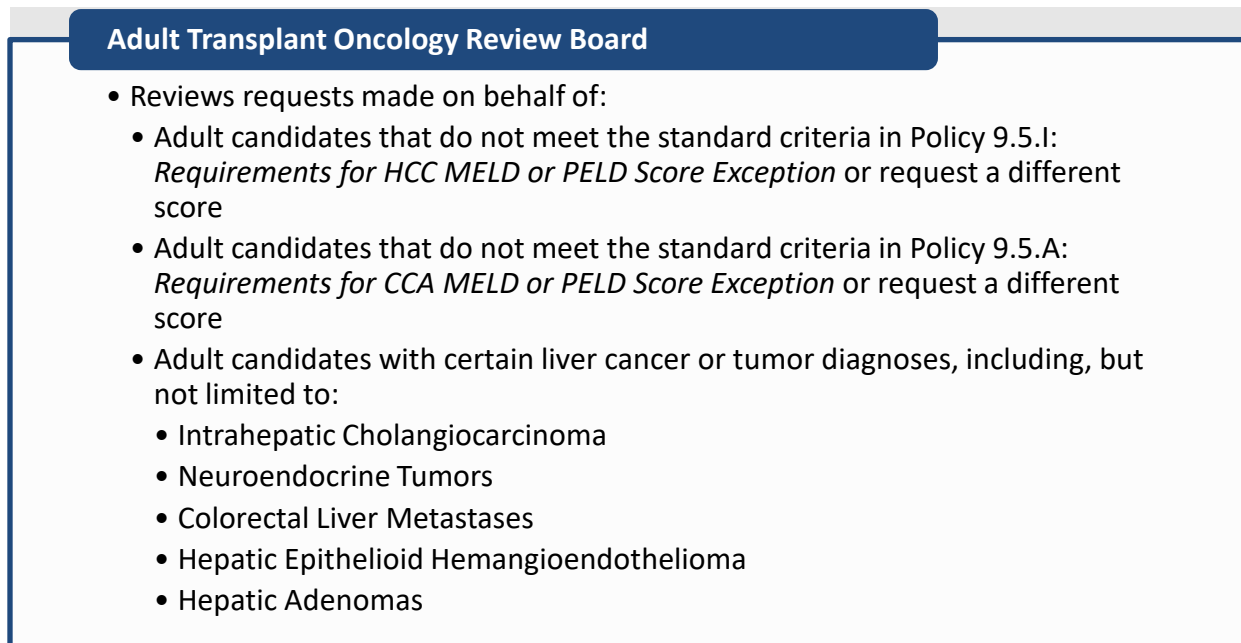 Adult Transplant Oncology Review Board
• Reviews requests made on behalf of:
• Adult candidates that do not meet the standard criteria in Policy 9.5.I:
Requirements for HCC MELD or PELD Score Exception or request a different
score
• Adult candidates that do not meet the standard criteria in Policy 9.5.A:
Requirements for CCA MELD or PELD Score Exception or request a different
score
• Adult candidates with certain liver cancer or tumor diagnoses, including, but
not limited to:
• Intrahepatic Cholangiocarcinoma
• Neuroendocrine Tumors
• Colorectal Liver Metastases
• Hepatic Epithelioid Hemangioendothelioma
• Hepatic Adenomas